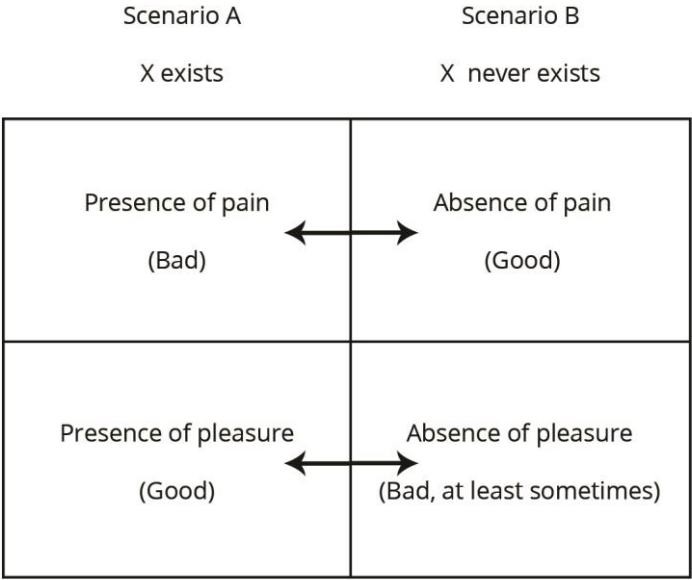 Scenario A
Scenario B
X exists
X never exists
Presence of pain
(Bad)
Absence of pain
(Good)
Presence of pleasure
(Good)
Absence of pleasure
(Bad, at least sometimes)